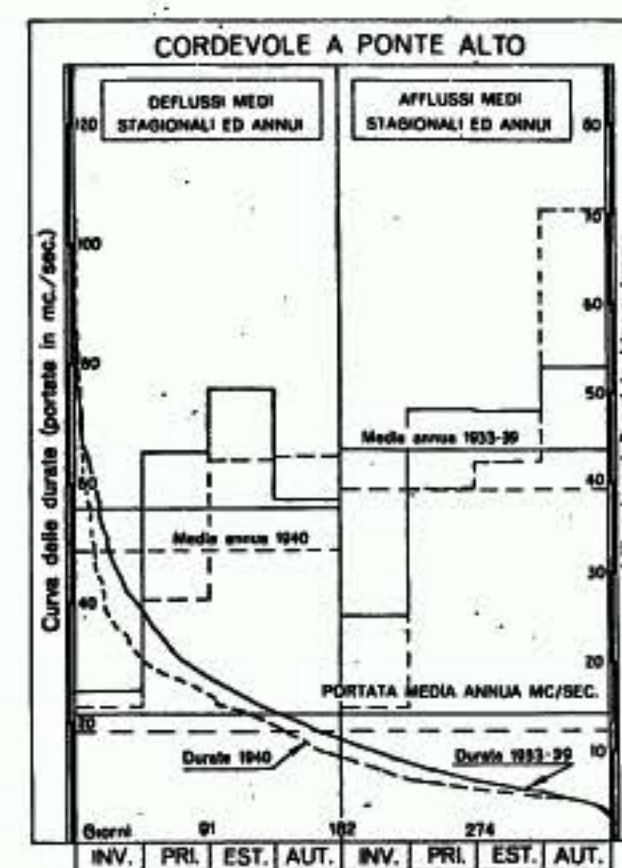 CORDEVOLE A PONTE ALTO
DEFLUSSI MEDI
STAGIONALI ED ANNUI
AFFLUSSI MEDI
STAGIONALI ED ANNUI
Curva delle durate (portate in mc./sec.)
120
100
80
60
40
20
80
70
60
50
40
30
20
10
Media annua 1933-39
Media annua 1940
PORTATA MEDIA ANNUA MC/SEC.
Durate 1940
Durate 1933-39
Giorni 91 182 274
INV. PRI. EST. AUT. INV. PRI. EST. AUT.